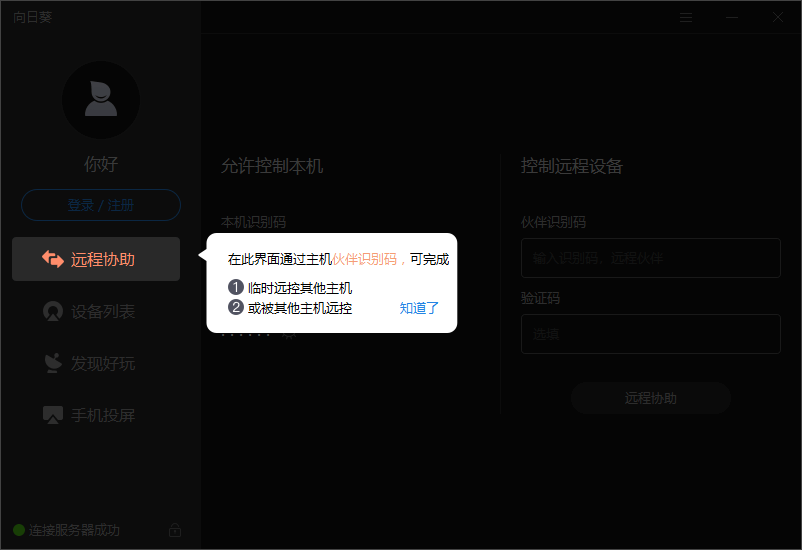 向日葵
你好
登录 / 注册
远程协助
设备列表
发现好玩
手机投屏
连接服务器成功
允许控制本机
本机识别码
在此界面通过主机伙伴识别码，可完成
1 临时远控其他主机
2 或被其他主机远控
知道了
控制远程设备
伙伴识别码
输入识别码，远程伙伴
验证码
选填
远程协助